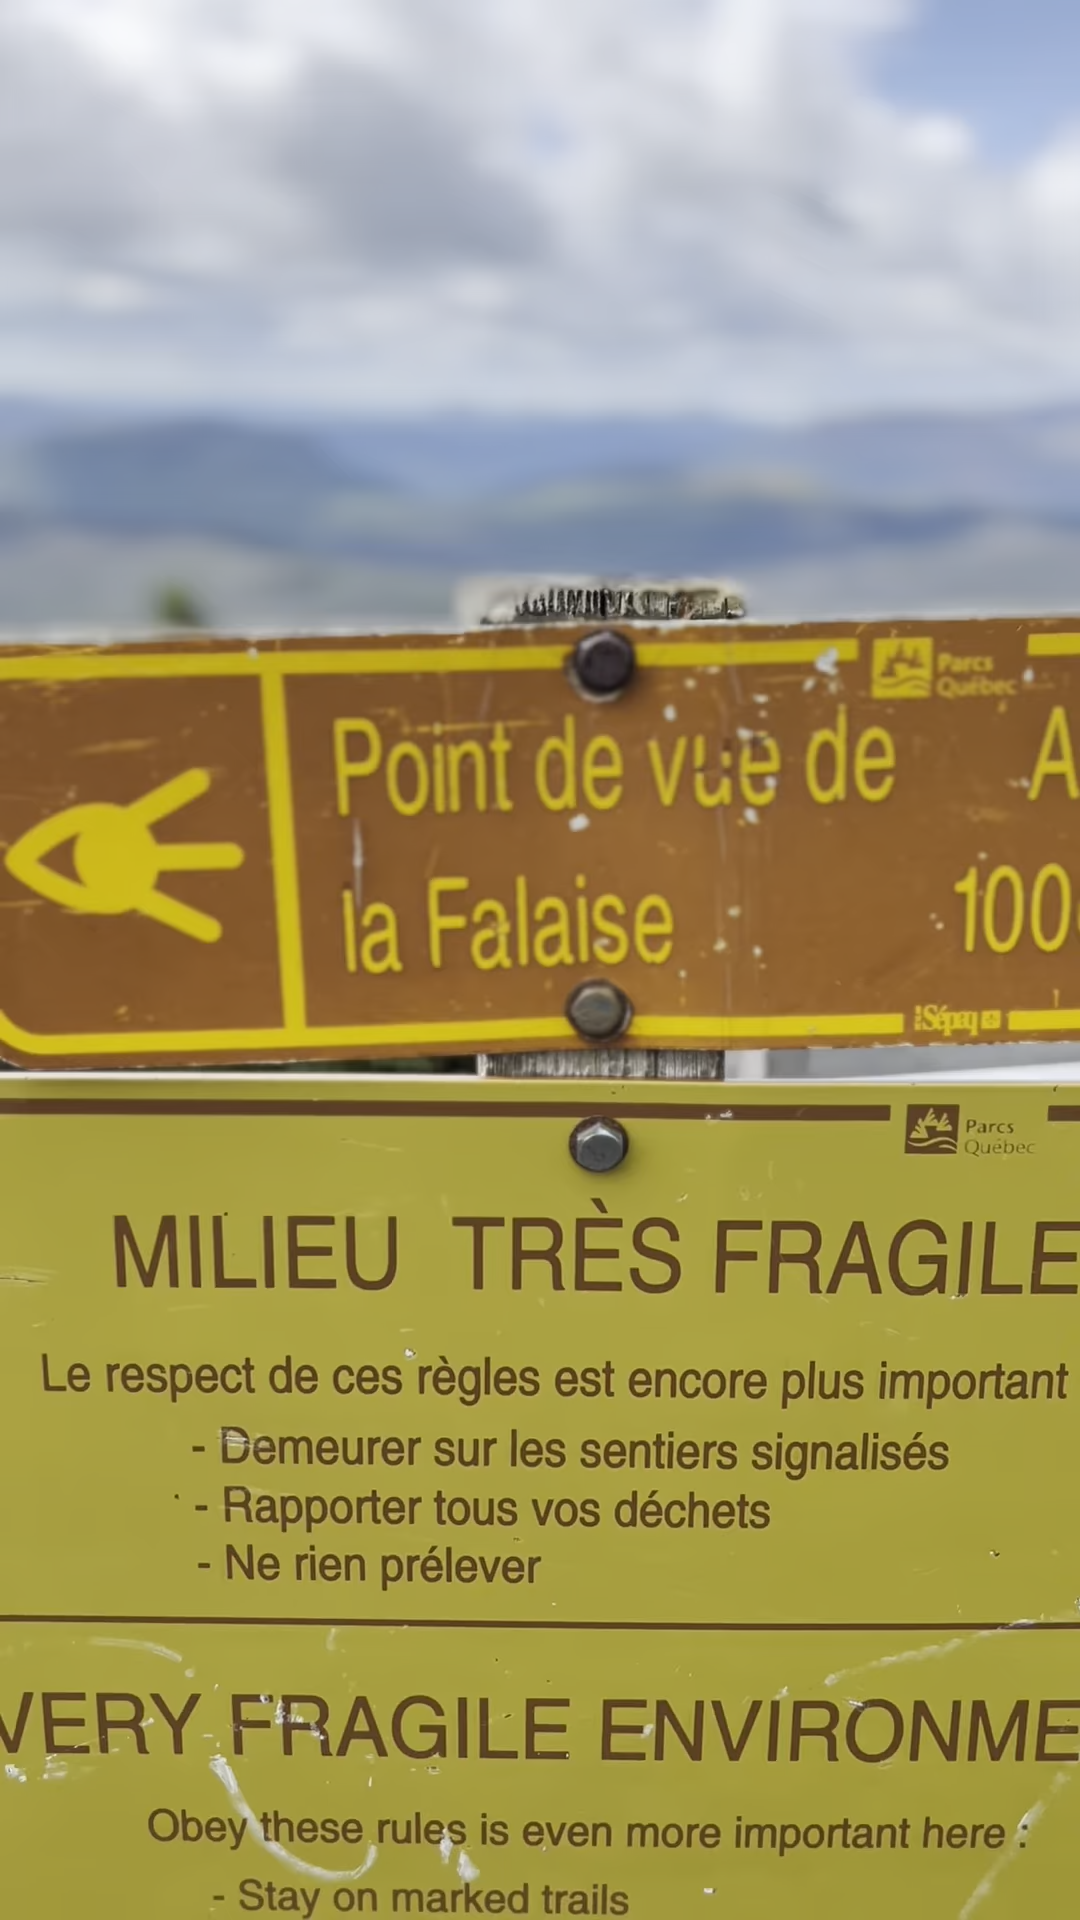 Parcs
Québec
Point de vue de
la Falaise
Sépaq
Parcs
Québec
MILIEU TRÈS FRAGILE
Le respect de ces règles est encore plus important
- Demeurer sur les sentiers signalisés
- Rapporter tous vos déchets
- Ne rien prélever
VERY FRAGILE
Obey these rules is even more important here :
- Stay on marked trails